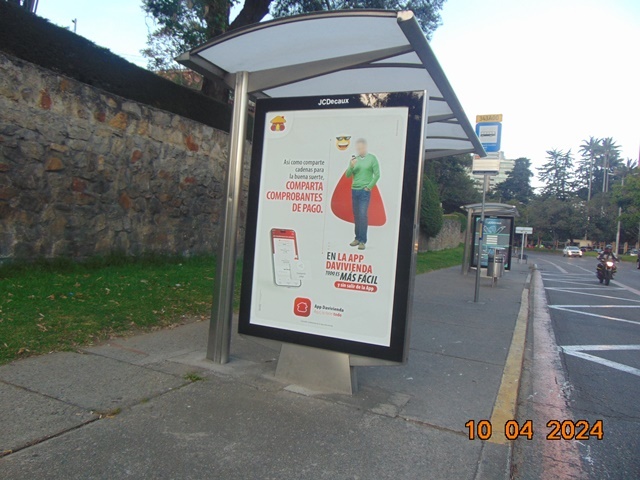 JCDecaux
Así como comparte
cadenas para
la buena suerte,
COMPARTA
COMPROBANTES
DE PAGO.
EN LA APP
DAVIVIENDA
TODO ES MÁS FÁCIL
y sin salir de la App
App Davivienda
10 04 2024